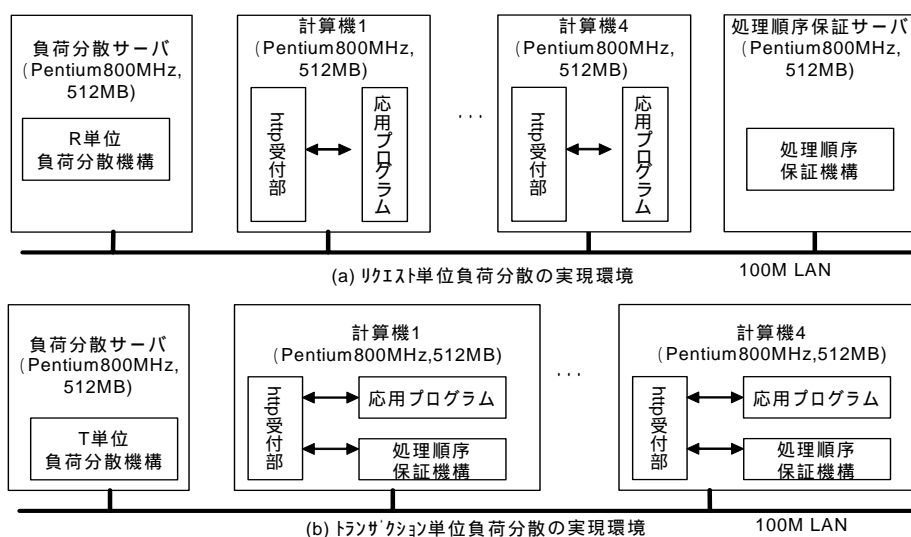 負荷分散サーバ
(Pentium800MHz,
512MB)
R単位
負荷分散機構
計算機1
(Pentium800MHz,
512MB)
http受付部
応用プログラム
...
計算機4
(Pentium800MHz,
512MB)
http受付部
応用プログラム
処理順序保証サーバ
(Pentium800MHz,
512MB)
処理順序
保証機構
(a) ﾘｸｴｽﾄ単位負荷分散の実現環境
100M LAN
負荷分散サーバ
(Pentium800MHz,
512MB)
T単位
負荷分散機構
計算機1
(Pentium800MHz,512MB)
http受付部
応用プログラム
処理順序
保証機構
...
計算機4
(Pentium800MHz,512MB)
http受付部
応用プログラム
処理順序
保証機構
(b) ﾄﾗﾝｻﾞｸｼｮﾝ単位負荷分散の実現環境
100M LAN